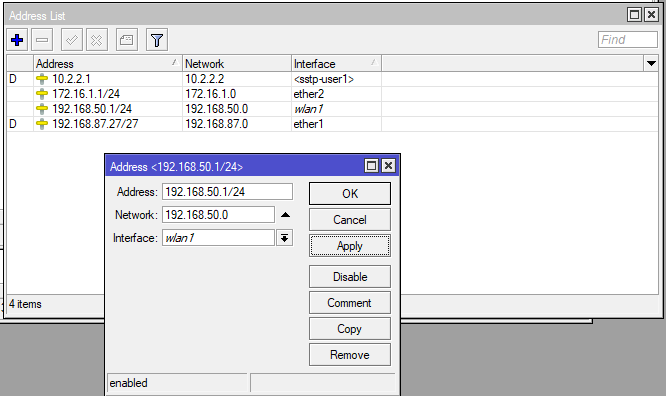 Address List
Find
Address Network Interface
D 10.2.2.1 10.2.2.2 <sstp-user1>
172.16.1.1/24 172.16.1.0 ether2
192.168.50.1/24 192.168.50.0 wlan1
D 192.168.87.27/27 192.168.87.0 ether1
Address <192.168.50.1/24>
Address: 192.168.50.1/24 OK
Network: 192.168.50.0 Cancel
Interface: wlan1 Apply
Disable
Comment
Copy
Remove
enabled
4 items